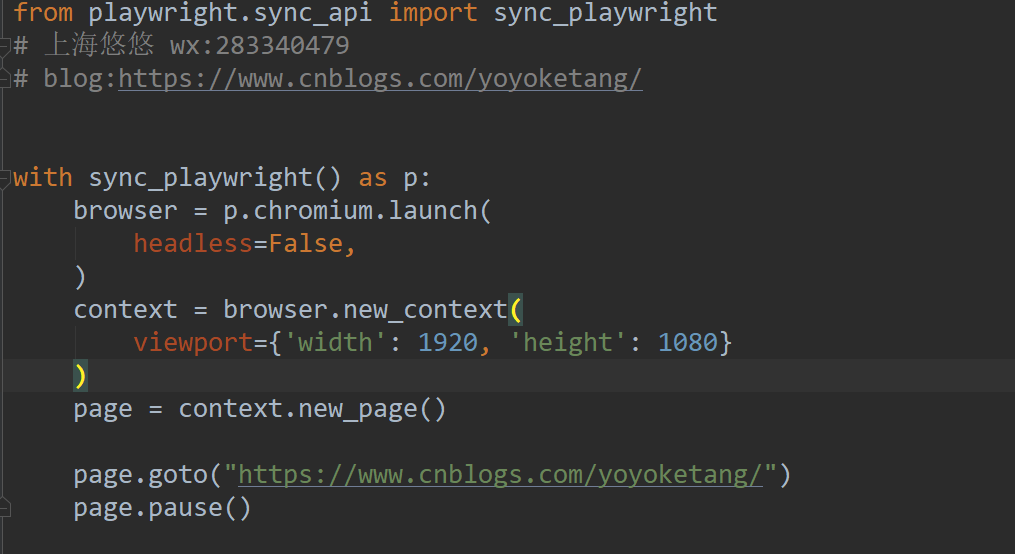 from playwright.sync_api import sync_playwright
# 上海悠悠 wx:283340479
# blog:https://www.cnblogs.com/yoyoketang/
with sync_playwright() as p:
    browser = p.chromium.launch(
        headless=False,
    )
    context = browser.new_context(
        viewport={'width': 1920, 'height': 1080}
    )
    page = context.new_page()
    page.goto("https://www.cnblogs.com/yoyoketang/")
    page.pause()